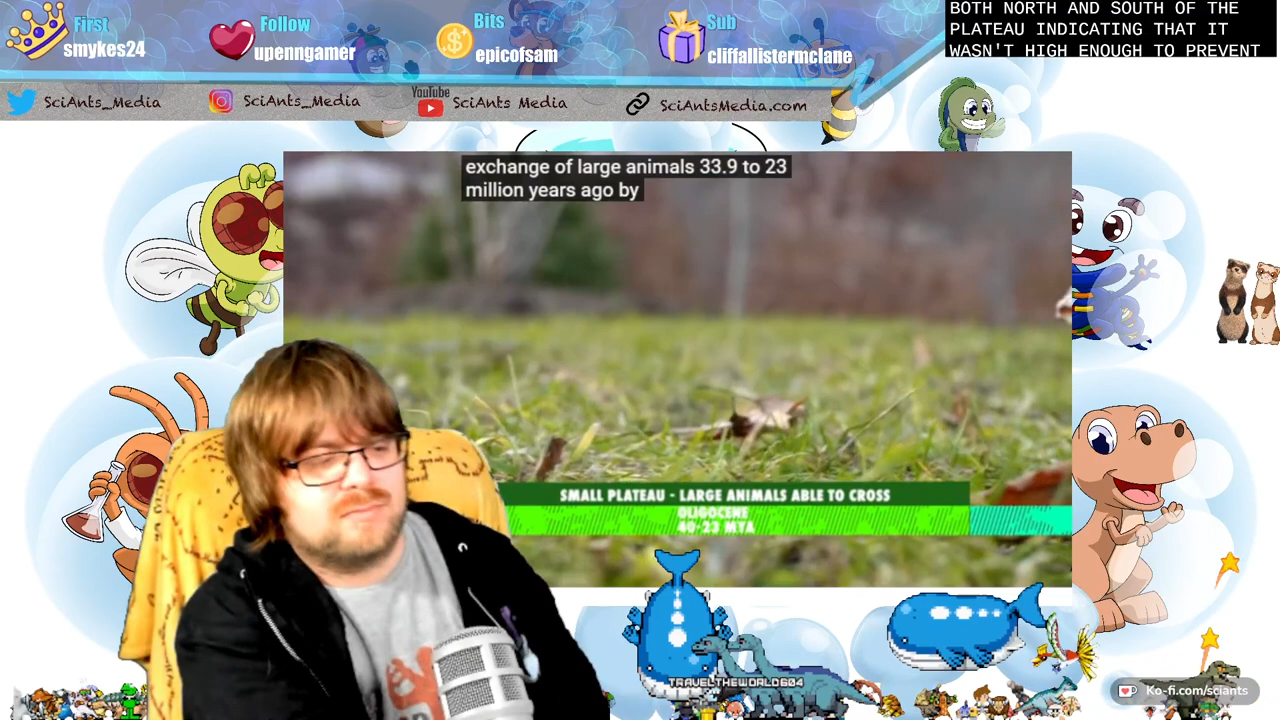 First
smykes24
Follow
upenngamer
Bits
epicofsam
Sub
cliffallistermclane
BOTH NORTH AND SOUTH OF THE
PLATEAU INDICATING THAT IT
WASN'T HIGH ENOUGH TO PREVENT
SciAnts_Media
SciAnts_Media
YouTube
SciAnts Media
SciAntsMedia.com
exchange of large animals 33.9 to 23
million years ago by
SMALL PLATEAU - LARGE ANIMALS ABLE TO CROSS
OLIGOCENE
40-23 MYA
TRAVELTHEWORLD604
Ko-fi.com/sciants